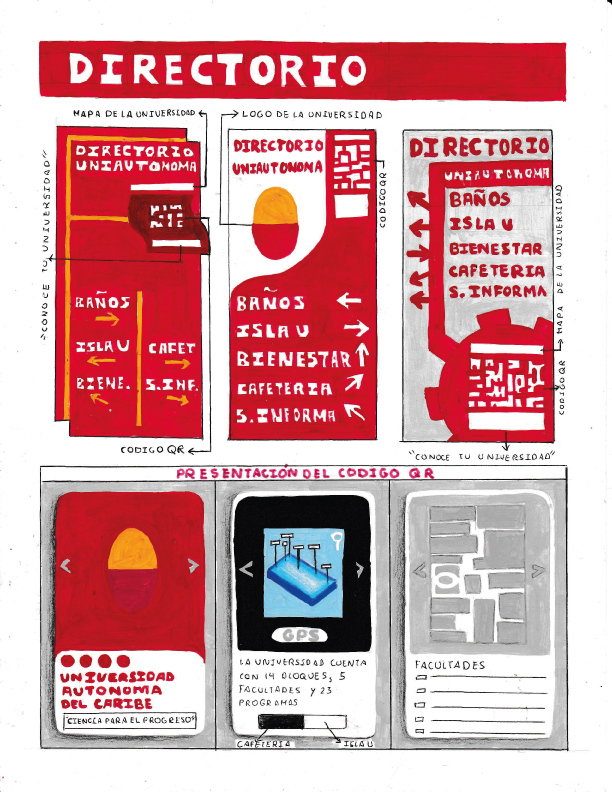 DIRECTORIO
MAPA DE LA UNIVERSIDAD
LOGO DE LA UNIVERSIDAD
DIRECTORIO
UNIAUTONOMA
"CONOCE TU UNIVERSIDAD"
BAÑOS
ISLA U
CAFET
BIENE.
S.INF.
CODIGO QR
DIRECTORIO
UNIAUTONOMA
CODIGO QR
BAÑOS
ISLA U
BIENESTAR
CAFETERIA
S.INFORMA
DIRECTORIO
UNIAUTONOMA
BAÑOS
ISLA U
BIENESTAR
CAFETERIA
S.INFORMA
MAPA DE LA UNIVERSIDAD
CODIGO QR
"CONOCE TU UNIVERSIDAD"
PRESENTACIÓN DEL CODIGO QR
UNIVERSIDAD
AUTONOMA
DEL CARIBE
"CIENCIA PARA EL PROGRESO"
GPS
LA UNIVERSIDAD CUENTA
CON 14 BLOQUES, 5
FACULTADES Y 23
PROGRAMAS
CAFETERIA
ISLA U
FACULTADES